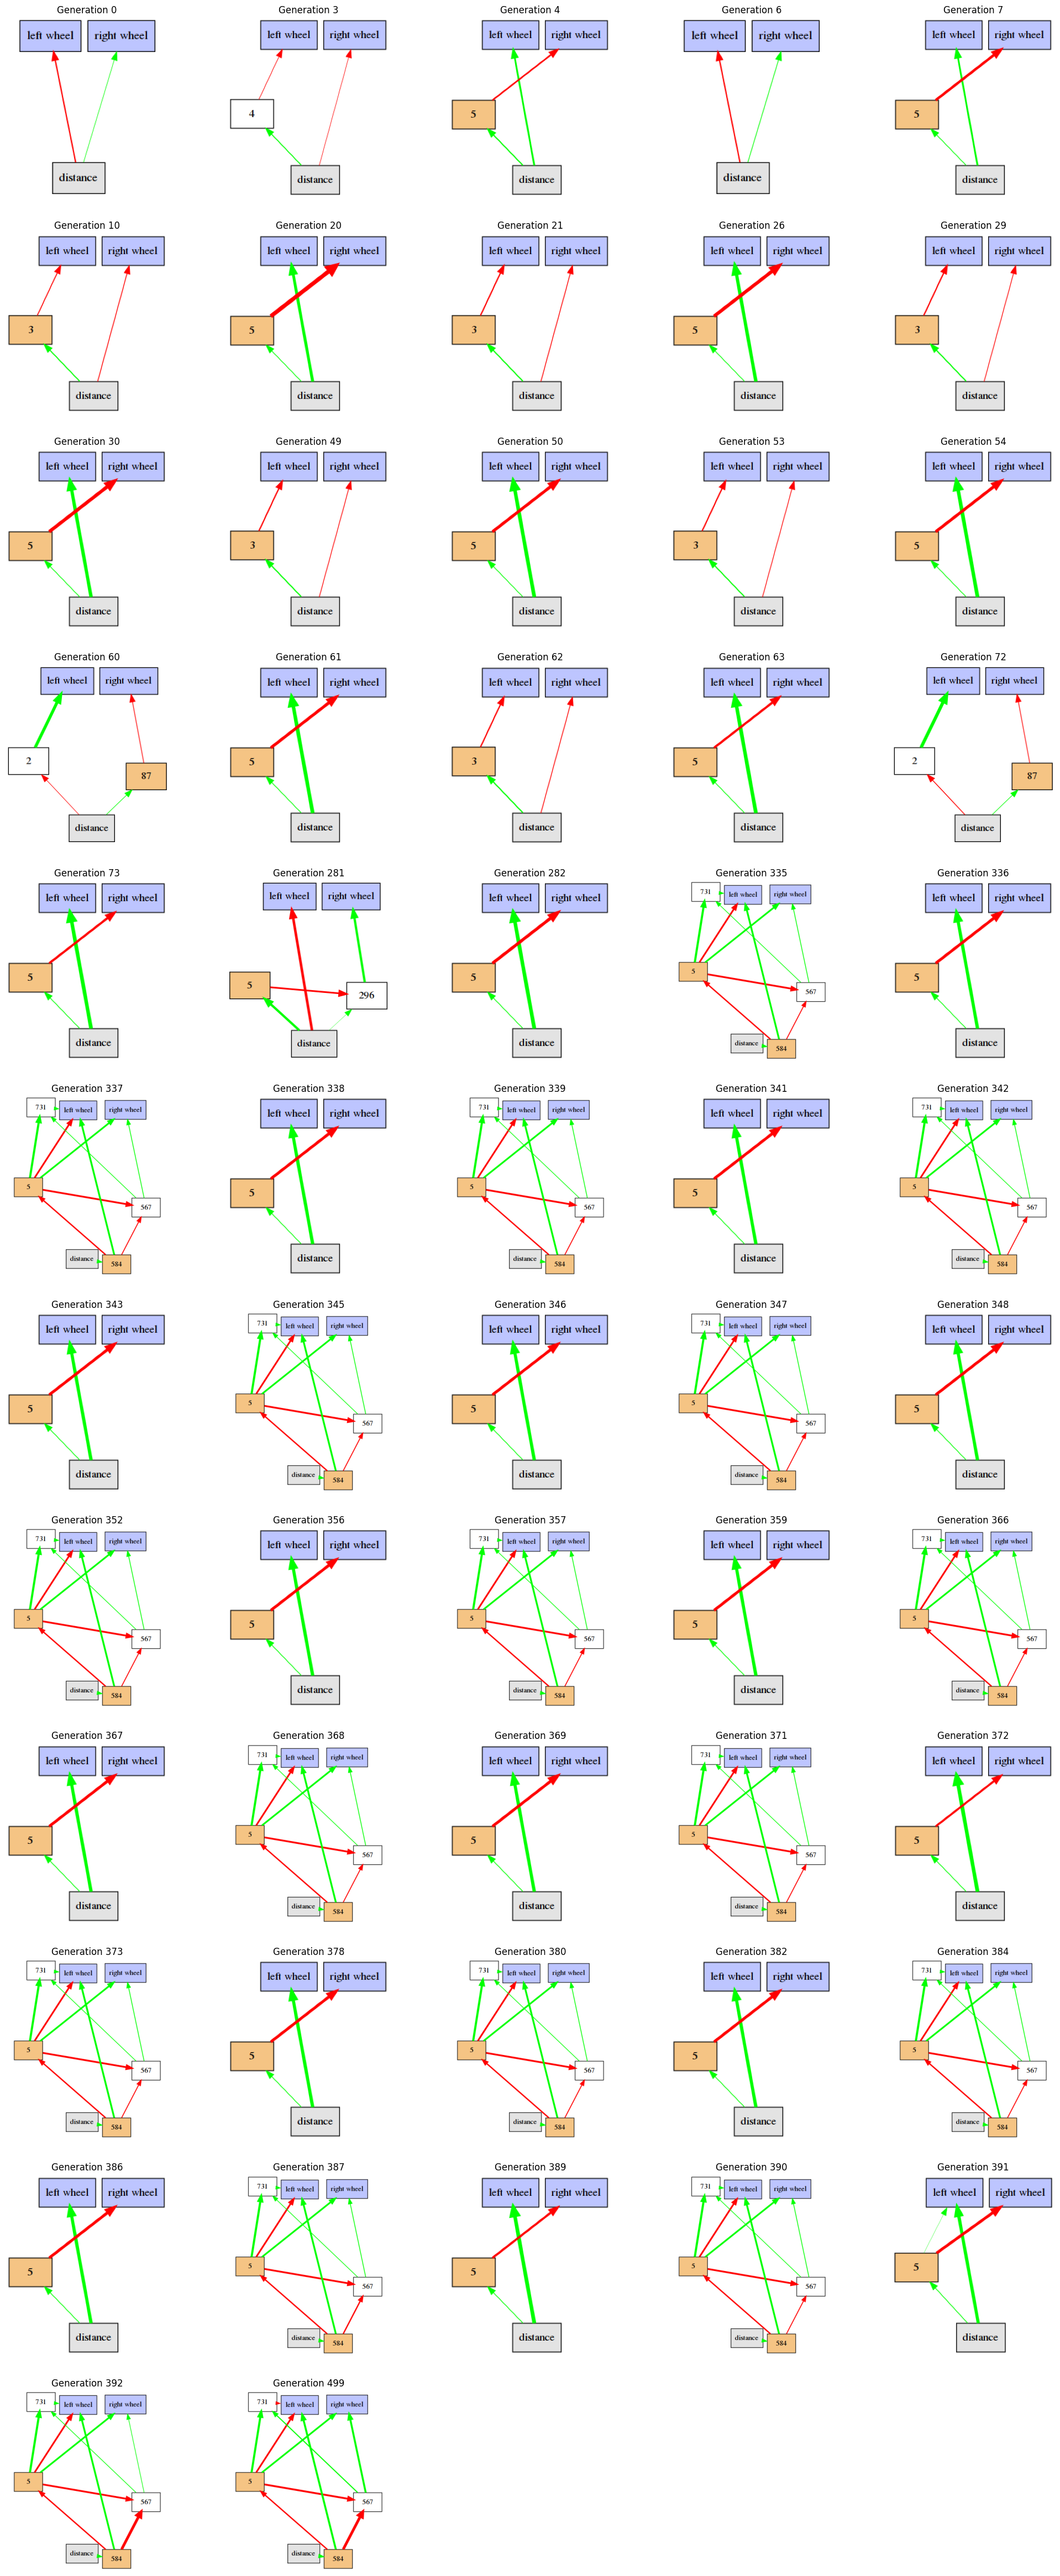 Generation 0 Generation 3 Generation 4 Generation 6 Generation 7
left wheel right wheel left wheel right wheel left wheel right wheel left wheel right wheel left wheel right wheel
4 5 5
distance distance distance distance distance
Generation 10 Generation 20 Generation 21 Generation 26 Generation 29
left wheel right wheel left wheel right wheel left wheel right wheel left wheel right wheel left wheel right wheel
3 5 3 5 3
distance distance distance distance distance
Generation 30 Generation 49 Generation 50 Generation 53 Generation 54
left wheel right wheel left wheel right wheel left wheel right wheel left wheel right wheel left wheel right wheel
5 3 5 3 5
distance distance distance distance distance
Generation 60 Generation 61 Generation 62 Generation 63 Generation 72
left wheel right wheel left wheel right wheel left wheel right wheel left wheel right wheel left wheel right wheel
2 87 5 3 5 2 87
distance distance distance distance distance
Generation 73 Generation 281 Generation 282 Generation 335 Generation 336
left wheel right wheel left wheel right wheel left wheel right wheel 731 left wheel right wheel left wheel right wheel
5 5 296 5 5 567 5
distance distance distance distance 584 distance
Generation 337 Generation 338 Generation 339 Generation 341 Generation 342
731 left wheel right wheel left wheel right wheel 731 left wheel right wheel left wheel right wheel 731 left wheel right wheel
5 567 5 5 567 5 5 567
distance 584 distance distance 584 distance distance 584
Generation 343 Generation 345 Generation 346 Generation 347 Generation 348
left wheel right wheel 731 left wheel right wheel left wheel right wheel 731 left wheel right wheel left wheel right wheel
5 5 567 5 5 567 5
distance distance 584 distance distance 584 distance
Generation 352 Generation 356 Generation 357 Generation 359 Generation 366
731 left wheel right wheel left wheel right wheel 731 left wheel right wheel left wheel right wheel 731 left wheel right wheel
5 567 5 5 567 5 5 567
distance 584 distance distance 584 distance distance 584
Generation 367 Generation 368 Generation 369 Generation 371 Generation 372
left wheel right wheel 731 left wheel right wheel left wheel right wheel 731 left wheel right wheel left wheel right wheel
5 5 567 5 5 567 5
distance distance 584 distance distance 584 distance
Generation 373 Generation 378 Generation 380 Generation 382 Generation 384
731 left wheel right wheel left wheel right wheel 731 left wheel right wheel left wheel right wheel 731 left wheel right wheel
5 567 5 5 567 5 5 567
distance 584 distance distance 584 distance distance 584
Generation 386 Generation 387 Generation 389 Generation 390 Generation 391
left wheel right wheel 731 left wheel right wheel left wheel right wheel 731 left wheel right wheel left wheel right wheel
5 5 567 5 5 567 5
distance distance 584 distance distance 584 distance
Generation 392 Generation 499
731 left wheel right wheel 731 left wheel right wheel
5 567 5 567
distance 584 distance 584